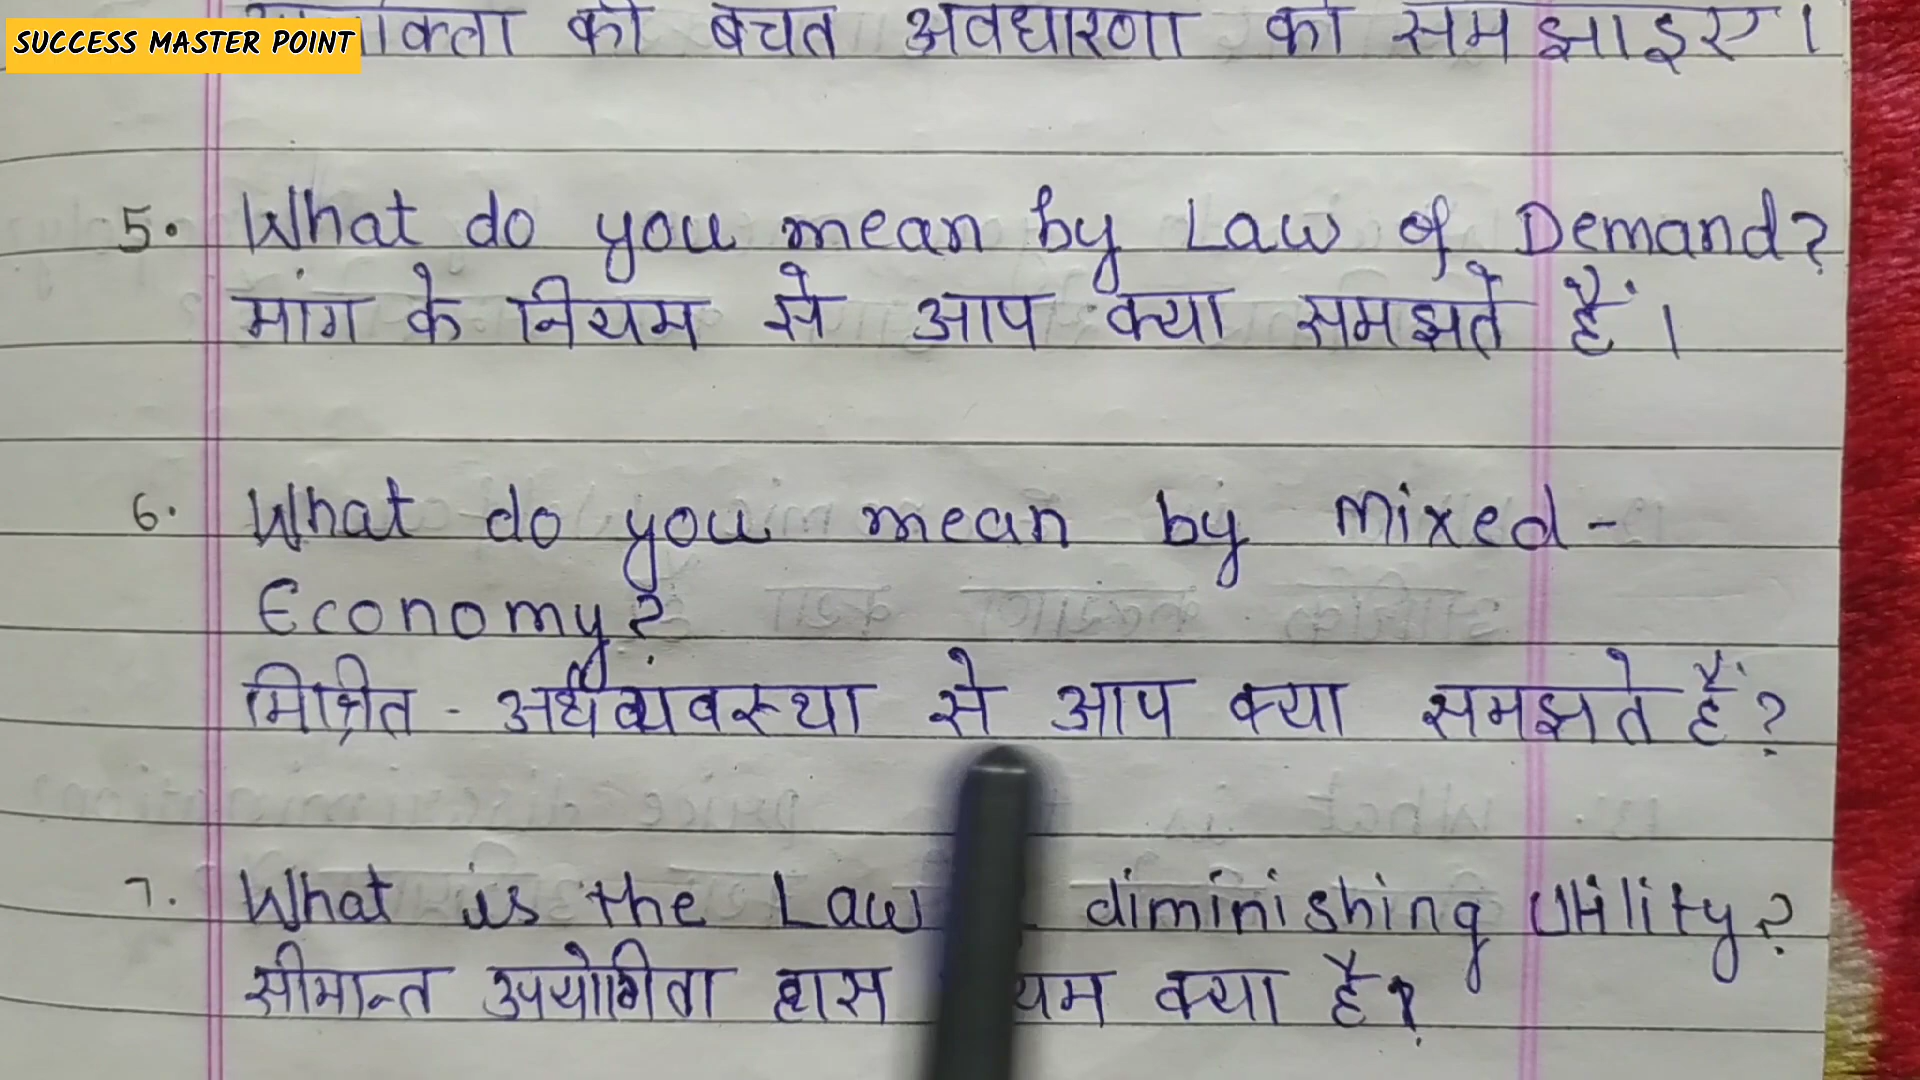 SUCCESS MASTER POINT
की बचत अवधारणा को समझाइए।
5. What do you mean by Law of Demand?
मांग के नियम से आप क्या समझते हैं।
6. What do you mean by Mixed-
Economy?
मिश्रित - अर्थव्यवस्था से आप क्या समझते हैं?
7. What is the Law diminishing Utility?
सीमान्त उपयोगिता ह्रास यम क्या है?